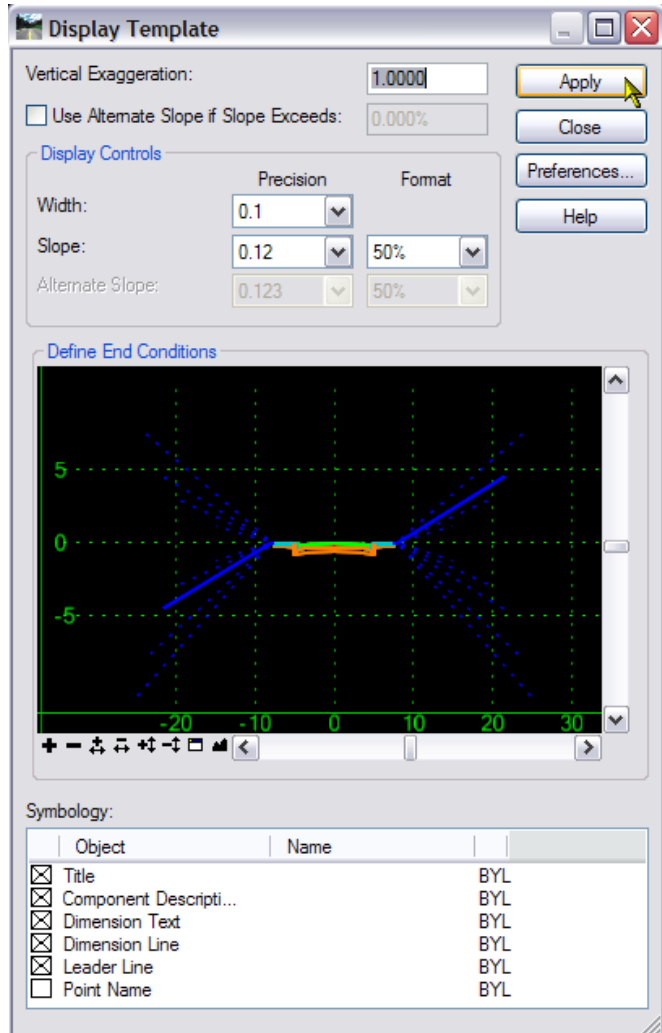 Display Template
Vertical Exaggeration: 1.0000 Apply
Use Alternate Slope if Slope Exceeds: 0.000% Close
Display Controls Preferences...
Precision Format Help
Width: 0.1
Slope: 0.12 50%
Alternate Slope: 0.123 50%
Define End Conditions
5
0
-5
-20 -10 0 10 20 30
Symbology:
Object Name
Title BYL
Component Descripti... BYL
Dimension Text BYL
Dimension Line BYL
Leader Line BYL
Point Name BYL